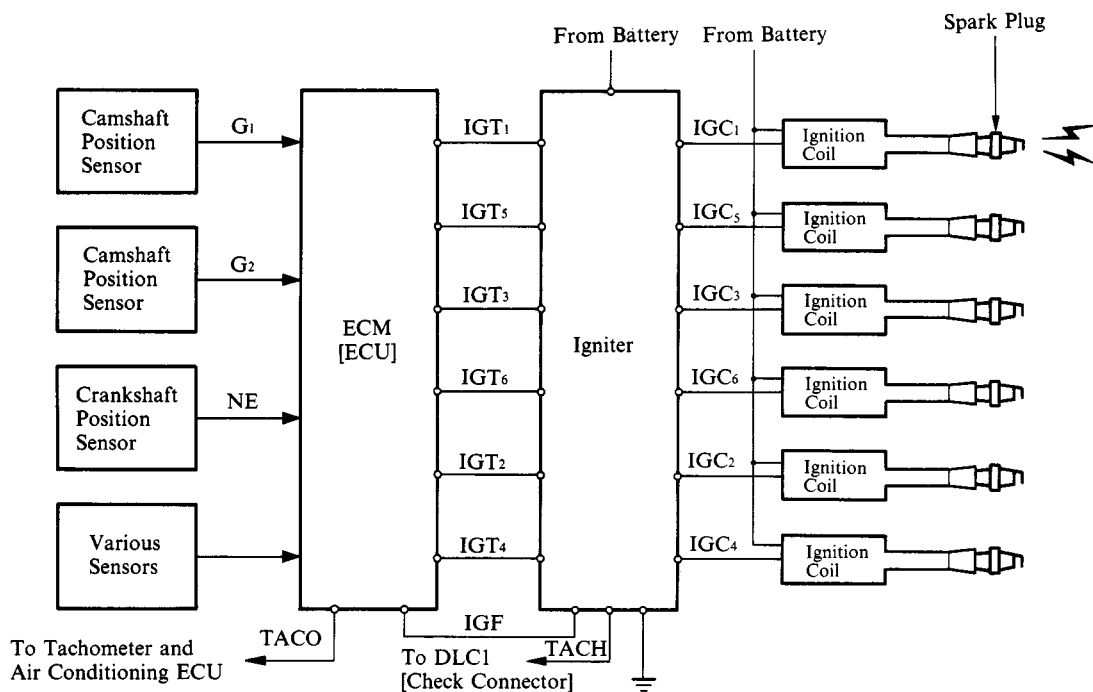 From Battery
From Battery
Spark Plug
Camshaft
Position
Sensor
G1
Camshaft
Position
Sensor
G2
Crankshaft
Position
Sensor
NE
Various
Sensors
ECM
[ECU]
IGT1
IGT5
IGT3
IGT6
IGT2
IGT4
Igniter
IGC1
IGC5
IGC3
IGC6
IGC2
IGC4
Ignition
Coil
Ignition
Coil
Ignition
Coil
Ignition
Coil
Ignition
Coil
Ignition
Coil
To Tachometer and
Air Conditioning ECU
TACO
IGF
To DLC1
[Check Connector]
TACH